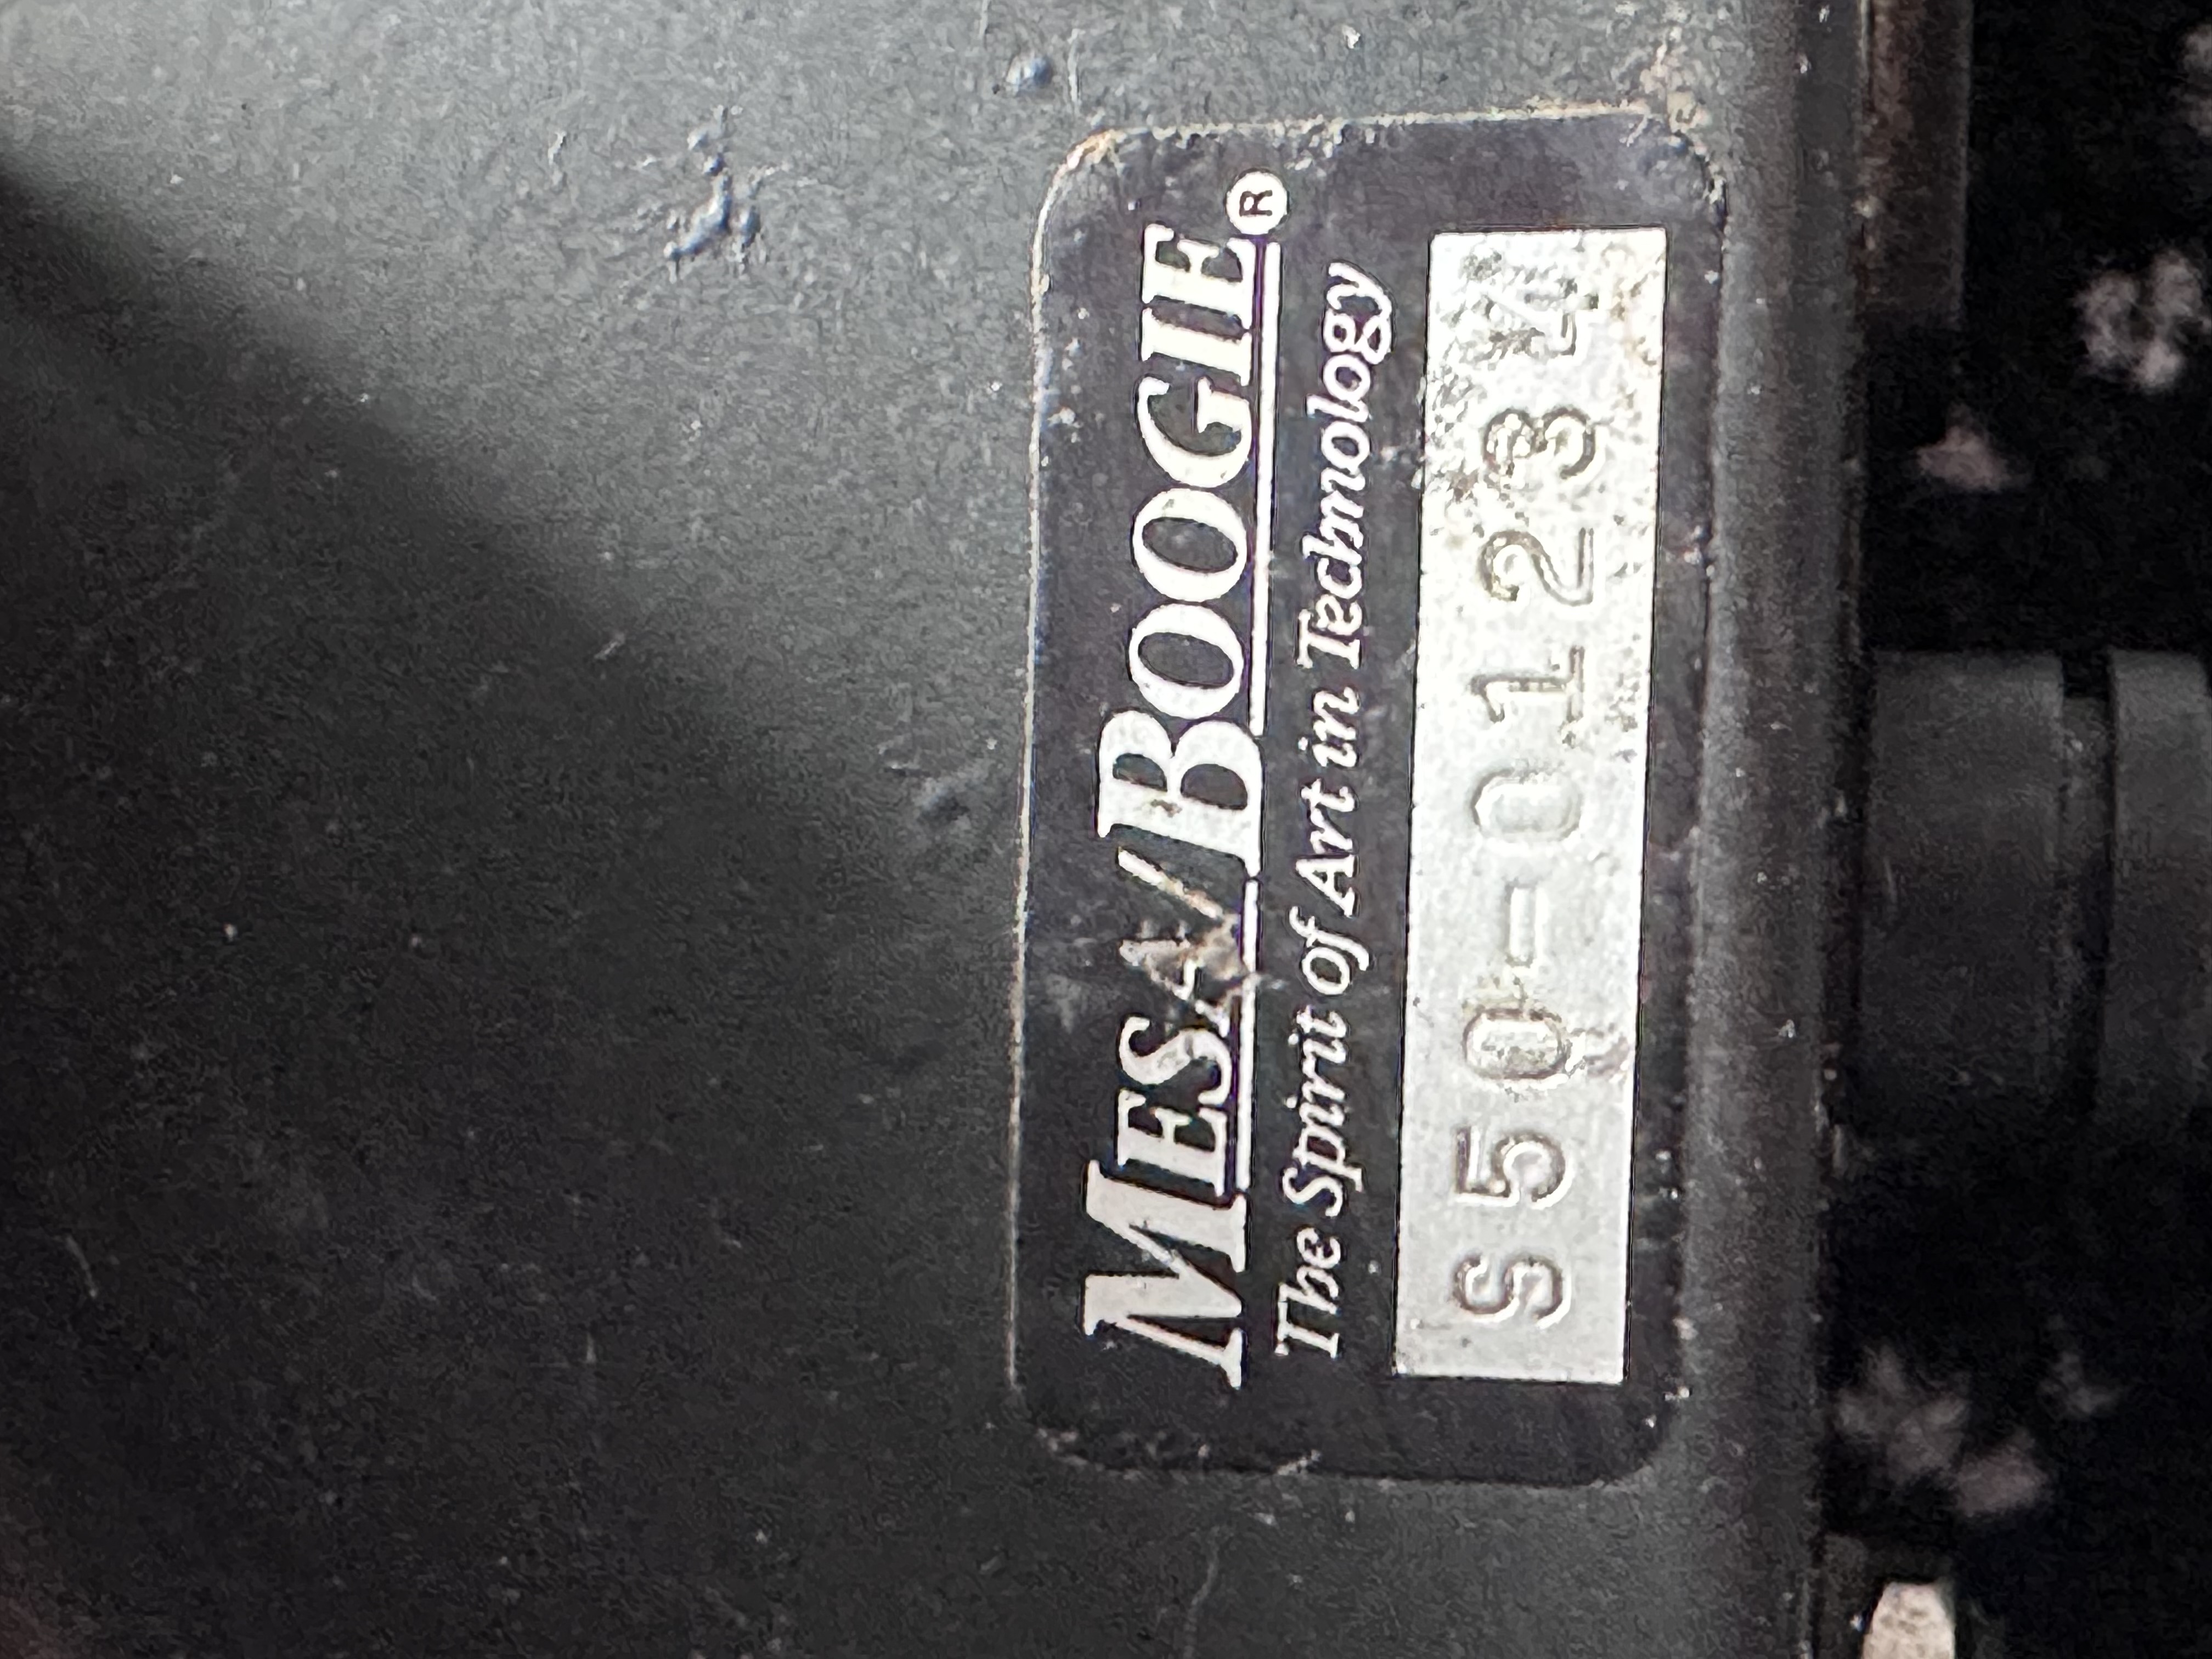 MESA/BOOGIE®
The Spirit of Art in Technology
S50-01234